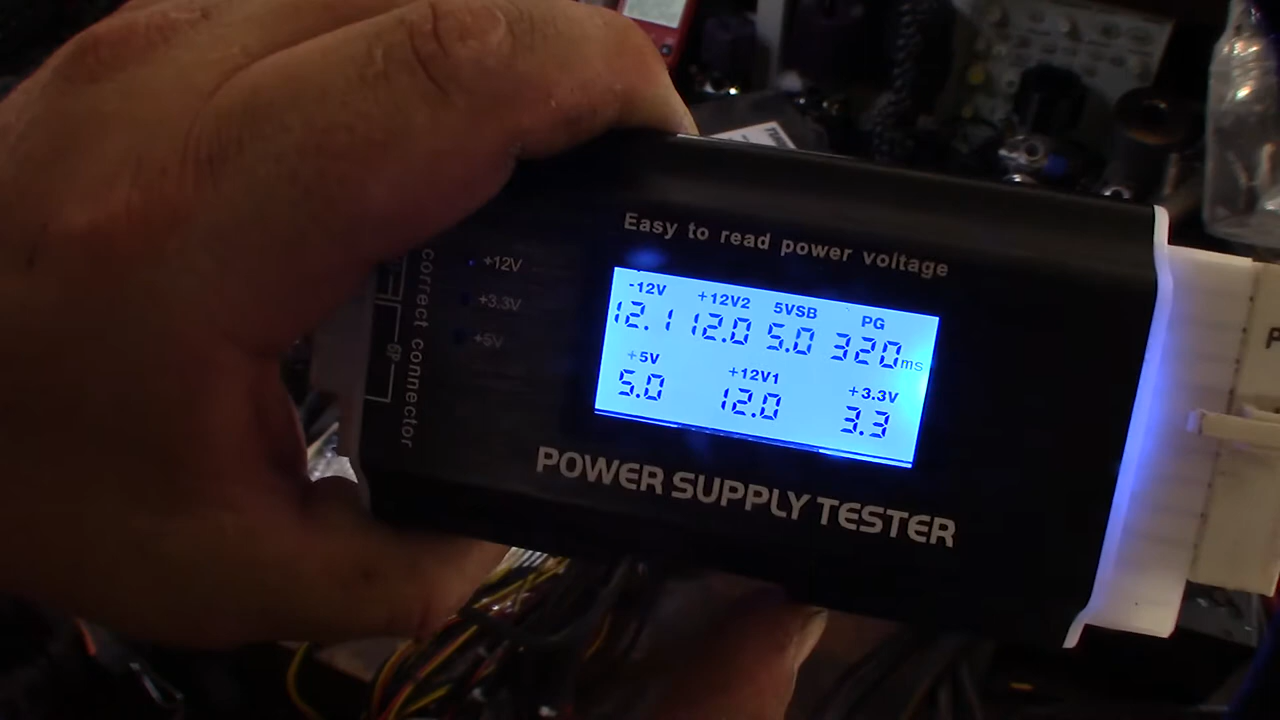 Easy to read power voltage
-12V +12V2 5VSB PG
12.1 12.0 5.0 320ms
+5V +12V1 +3.3V
5.0 12.0 3.3
POWER SUPPLY TESTER
+12V
+3.3V
+5V
correct connector
6P